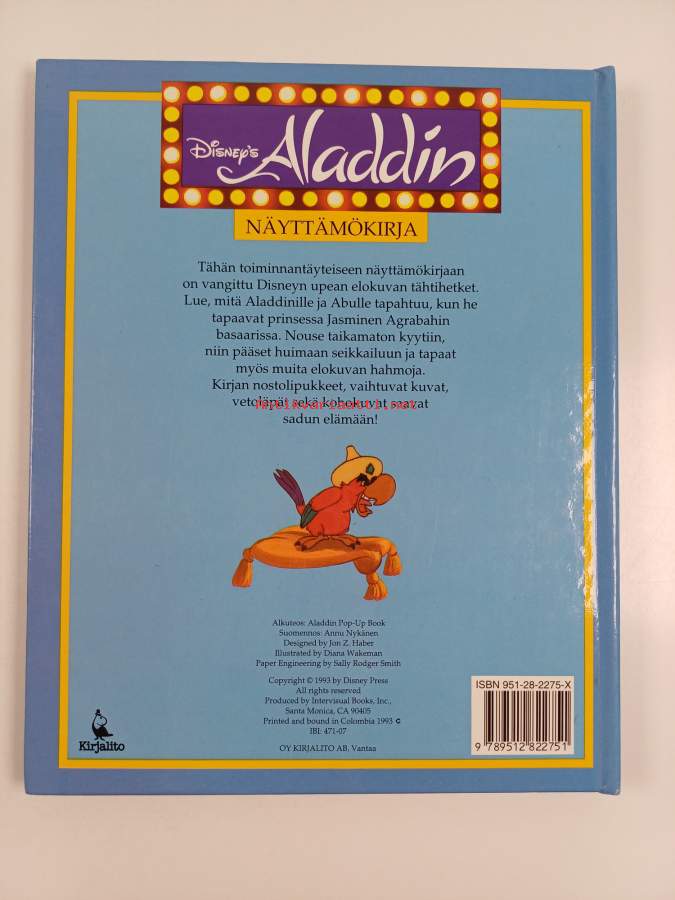 DISNEY'S Aladdin
NÄYTTÄMÖKIRJA
Tähän toiminnantäyteiseen näyttämökirjaan
on vangittu Disneyn upean elokuvan tähtihetket.
Lue, mitä Aladdinille ja Abulle tapahtuu, kun he
tapaavat prinsessa Jasminen Agrabahin
basaarissa. Nouse taikamaton kyytiin,
niin pääset huimaan seikkailuun ja tapaat
myös muita elokuvan hahmoja.
Kirjan nostolipukkeet, vaihtuvat kuvat,
vetoläpät sekä kohokuvat saavat
sadun elämään!
Alkuteos: Aladdin Pop-Up Book
Suomennos: Annu Nykänen
Designed by Jon Z. Haber
Illustrated by Diana Wakeman
Paper Engineering by Sally Rodger Smith
Copyright © 1993 by Disney Press
All rights reserved
Produced by Intervisual Books, Inc.,
Santa Monica, CA 90405
Printed and bound in Colombia 1993 C
IBI: 471-07
OY KIRJALITO AB, Vantaa
Kirjalito
ISBN 951-28-2275-X
9 789512 822751